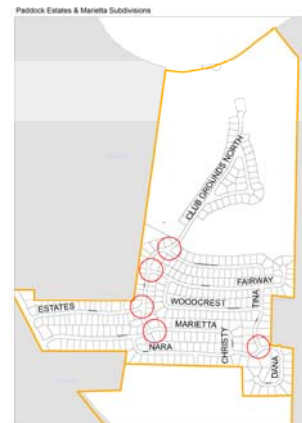 Paddock Estates & Marietta Subdivisions
CLUB GROUNDS NORTH
FAIRWAY
ESTATES
WOODCREST
TINA
MARIETTA
CHRISTY
NARA
DANA